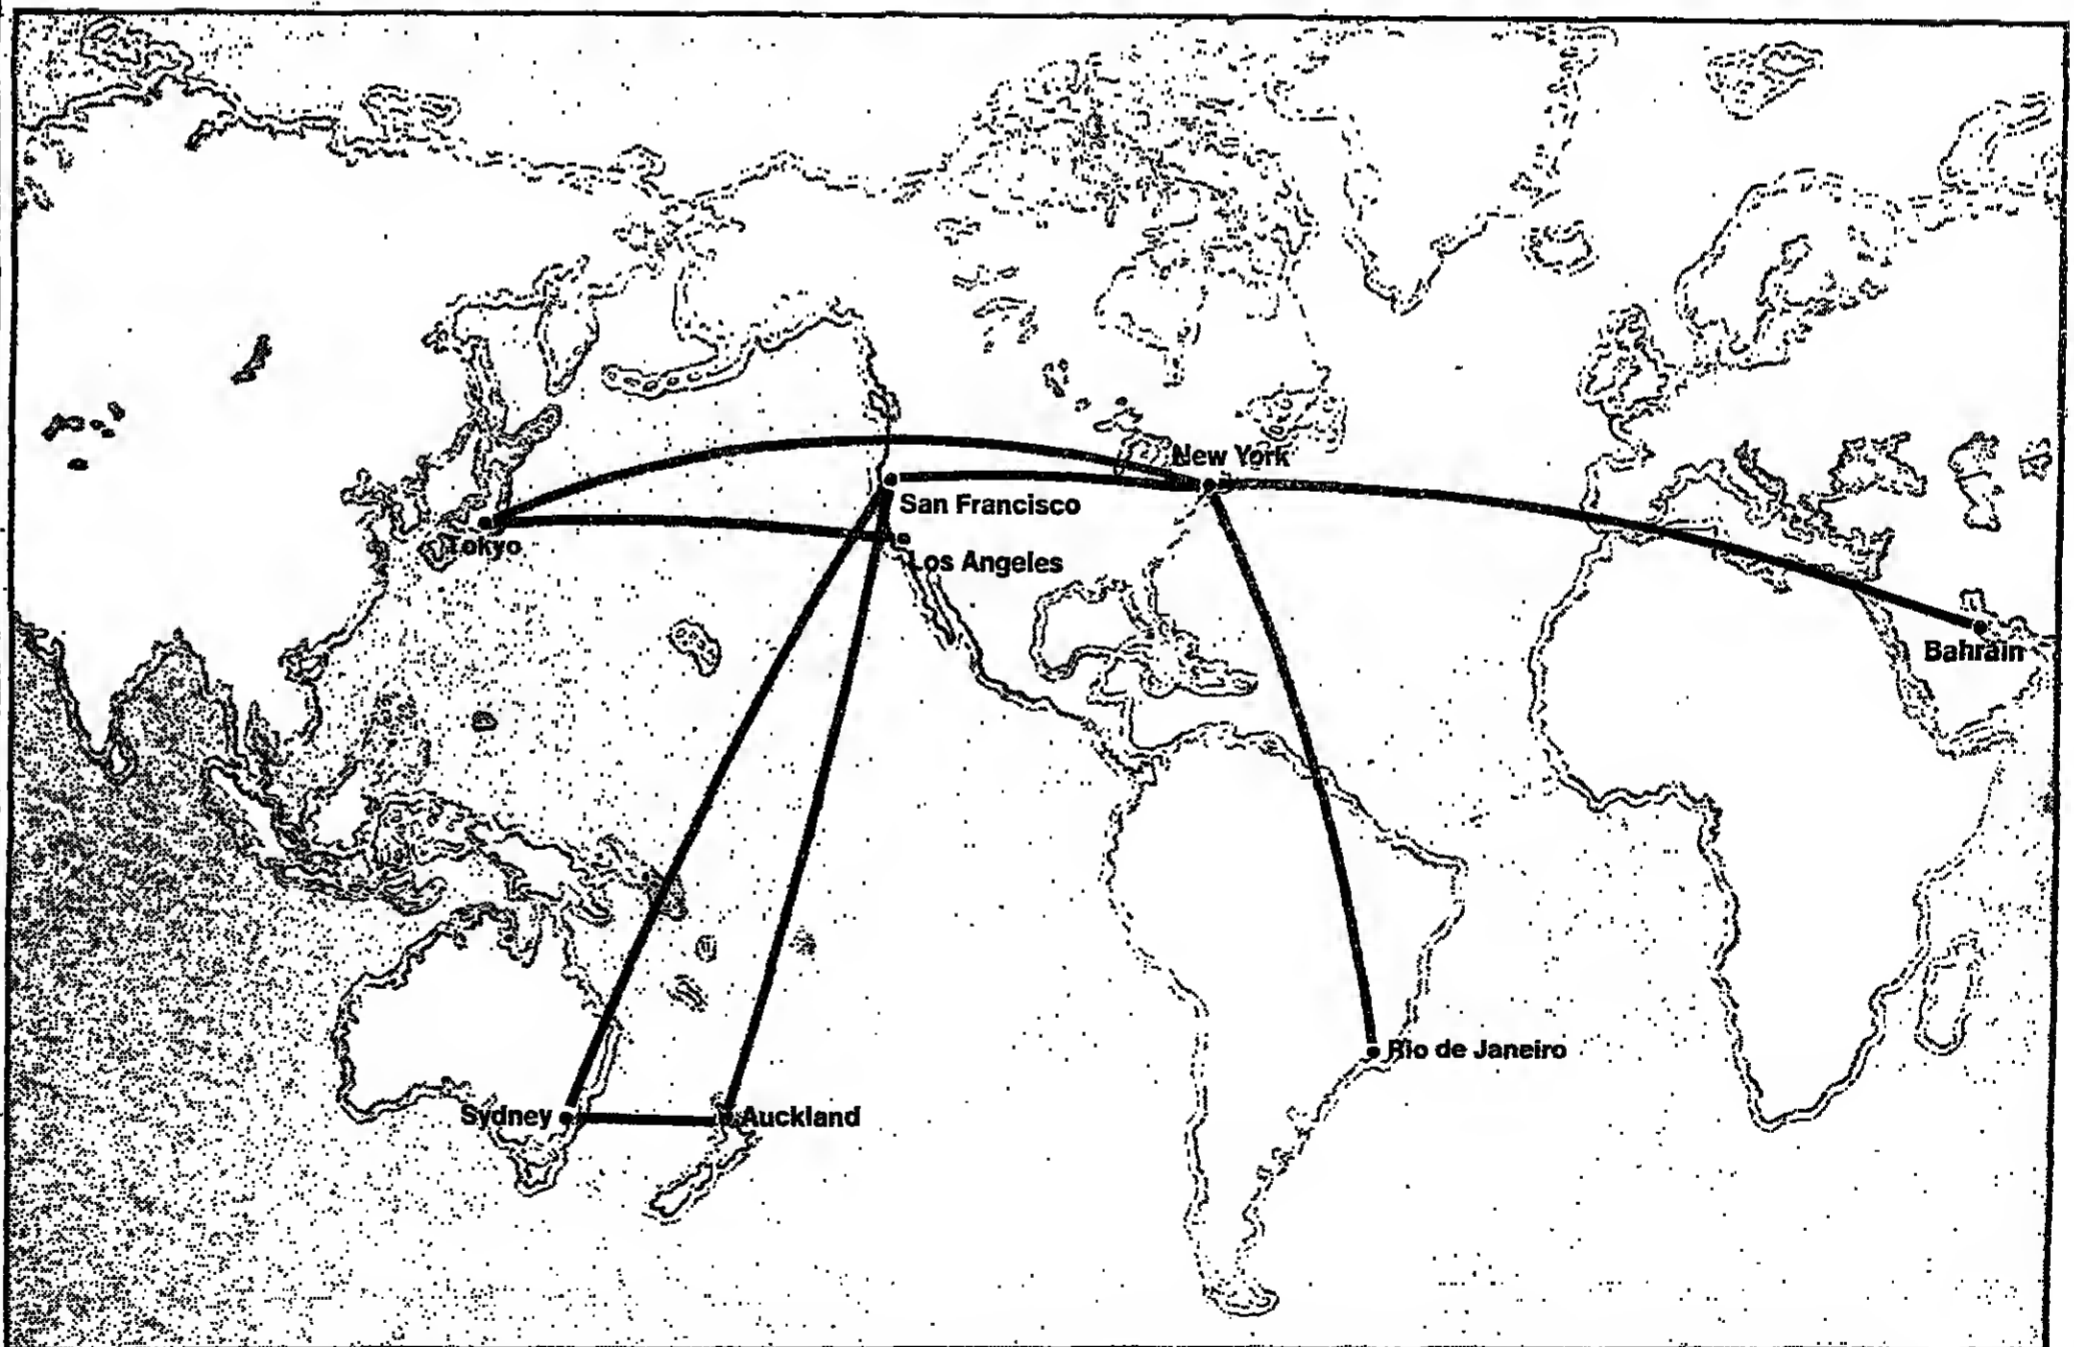 New York
San Francisco
Tokyo
Los Angeles
Bahrain
Rio de Janeiro
Sydney
Auckland